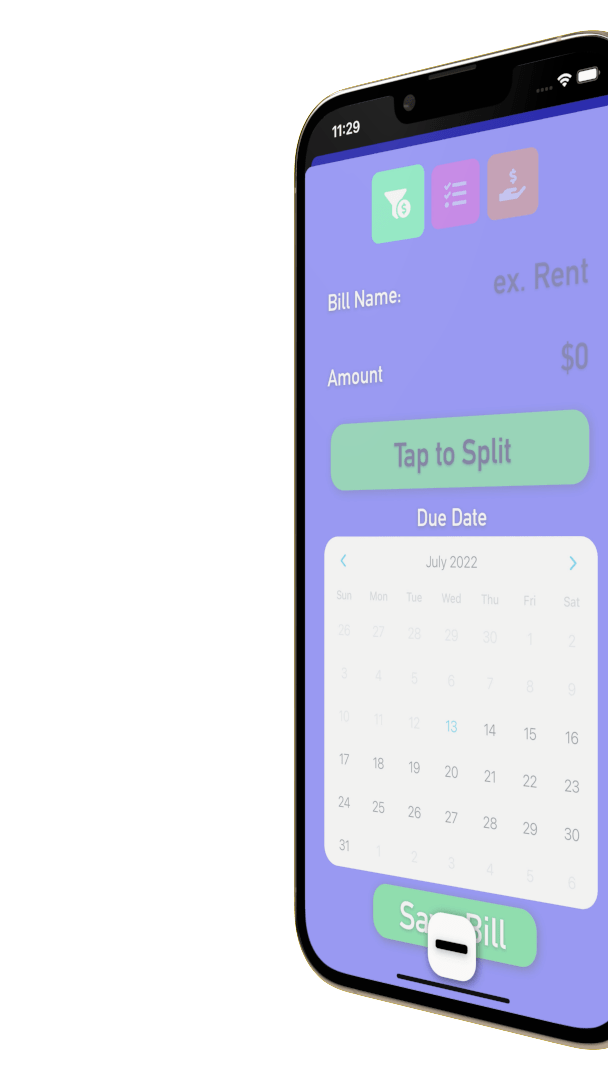 11:29
$
$
Bill Name: ex. Rent
Amount $0
Tap to Split
Due Date
July 2022
Sun Mon Tue Wed Thu Fri Sat
26 27 28 29 30 1 2
3 4 5 6 7 8 9
10 11 12 13 14 15 16
17 18 19 20 21 22 23
24 25 26 27 28 29 30
31 1 2 3 4 5 6
Bill